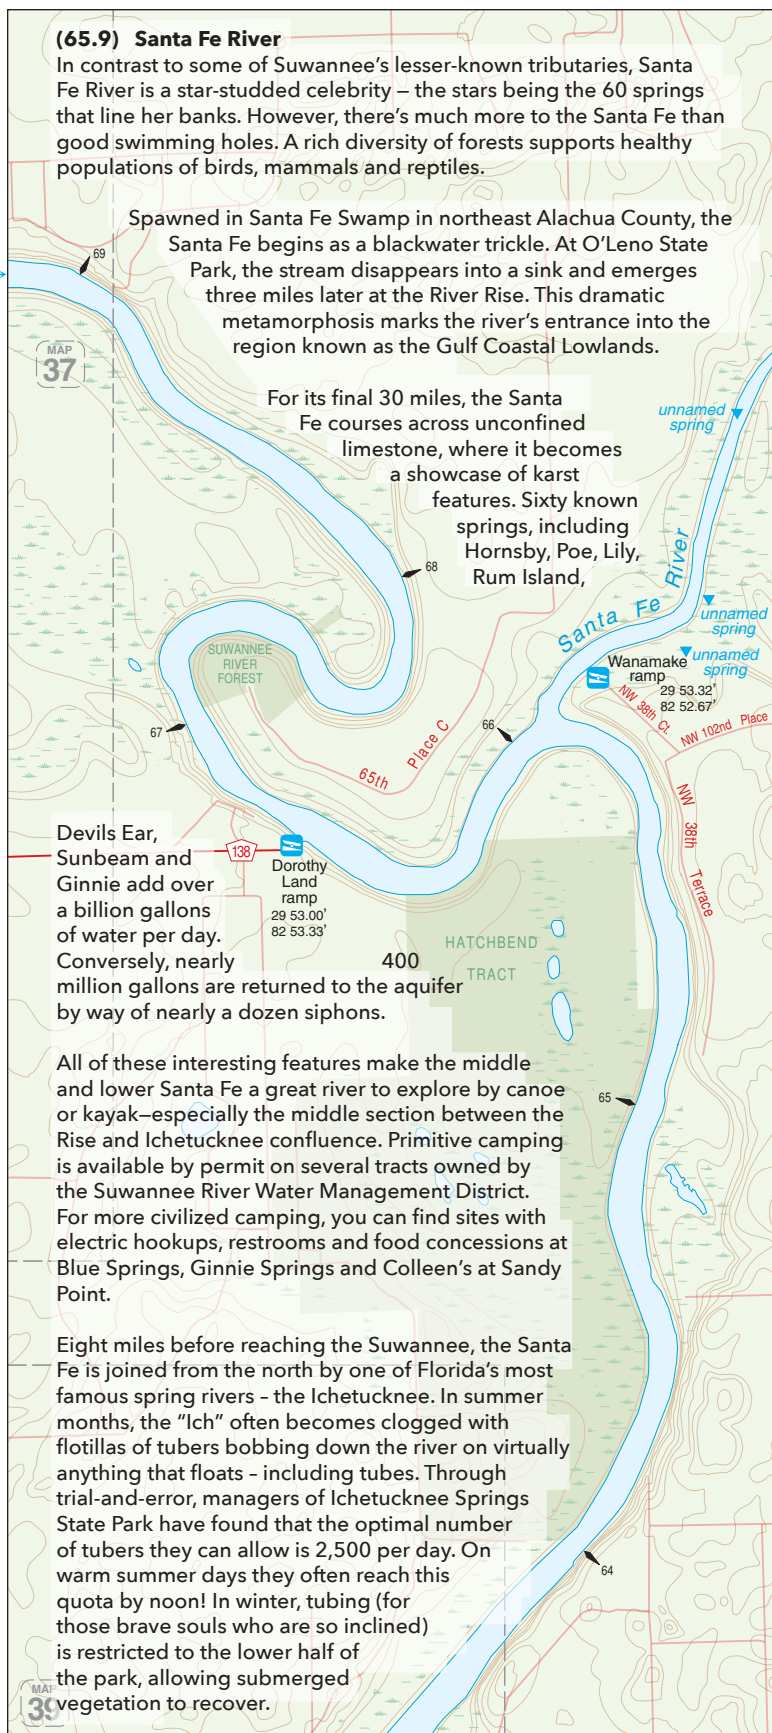 (65.9) Santa Fe River
In contrast to some of Suwannee’s lesser-known tributaries, Santa
Fe River is a star-studded celebrity – the stars being the 60 springs
that line her banks. However, there’s much more to the Santa Fe than
good swimming holes. A rich diversity of forests supports healthy
populations of birds, mammals and reptiles.
Spawned in Santa Fe Swamp in northeast Alachua County, the
Santa Fe begins as a blackwater trickle. At O’Leno State
Park, the stream disappears into a sink and emerges
three miles later at the River Rise. This dramatic
metamorphosis marks the river’s entrance into the
region known as the Gulf Coastal Lowlands.
69
MAP
37
For its final 30 miles, the Santa
Fe courses across unconfined
limestone, where it becomes
a showcase of karst
features. Sixty known
springs, including
Hornsby, Poe, Lily,
Rum Island,
unnamed
spring
68
Santa Fe River
unnamed
spring
unnamed
spring
Wanamake
ramp
29 53.32'
82 52.67'
SUWANNEE
RIVER
FOREST
NW 38th Ct.
NW 102nd Place
67
66
65th Place C
NW 38th Terrace
138
Dorothy
Land
ramp
29 53.00'
82 53.33'
Devils Ear,
Sunbeam and
Ginnie add over
a billion gallons
of water per day.
Conversely, nearly 400
million gallons are returned to the aquifer
by way of nearly a dozen siphons.
HATCHBEND
TRACT
All of these interesting features make the middle
and lower Santa Fe a great river to explore by canoe
or kayak—especially the middle section between the
Rise and Ichetucknee confluence. Primitive camping
is available by permit on several tracts owned by
the Suwannee River Water Management District.
For more civilized camping, you can find sites with
electric hookups, restrooms and food concessions at
Blue Springs, Ginnie Springs and Colleen’s at Sandy
Point.
65
Eight miles before reaching the Suwannee, the Santa
Fe is joined from the north by one of Florida’s most
famous spring rivers – the Ichetucknee. In summer
months, the “Ich” often becomes clogged with
flotillas of tubers bobbing down the river on virtually
anything that floats – including tubes. Through
trial-and-error, managers of Ichetucknee Springs
State Park have found that the optimal number
of tubers they can allow is 2,500 per day. On
warm summer days they often reach this
quota by noon! In winter, tubing (for
those brave souls who are so inclined)
is restricted to the lower half of
the park, allowing submerged
vegetation to recover.
64
MAP
39